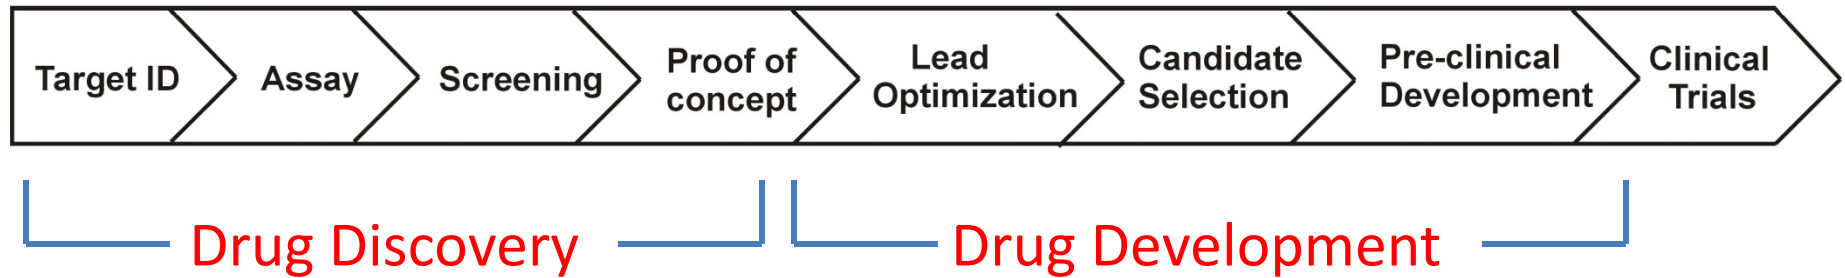 Target ID
Assay
Screening
Proof of
concept
Lead
Optimization
Candidate
Selection
Pre-clinical
Development
Clinical
Trials
Drug Discovery
Drug Development